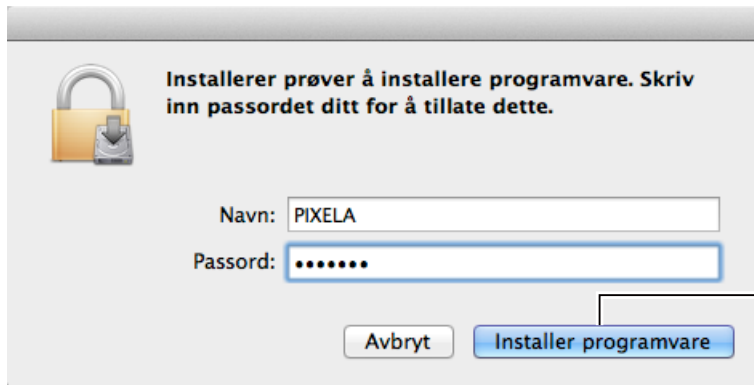 Installerer prøver å installere programvare. Skriv
inn passordet ditt for å tillate dette.
Navn: PIXELA
Passord: •••••••
Avbryt Installer programvare